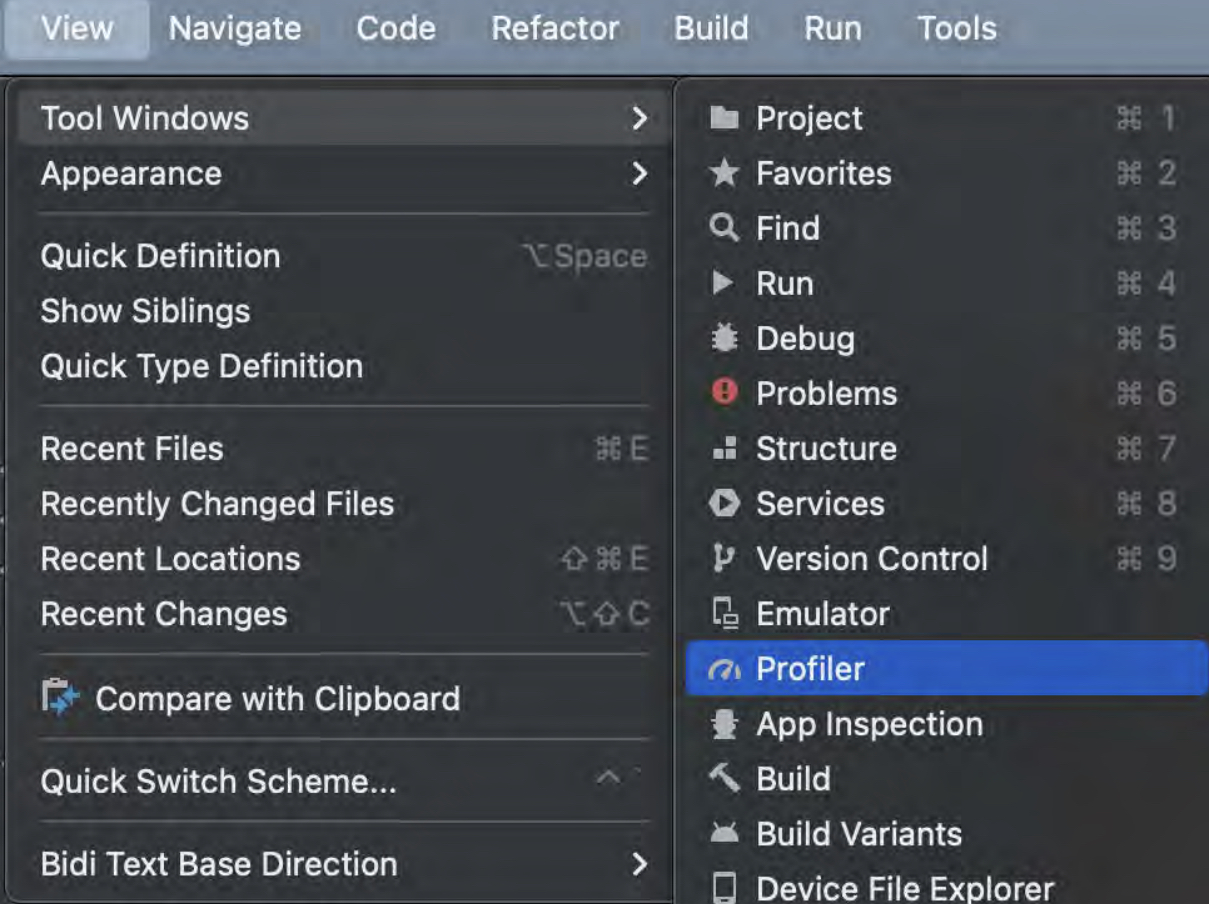 View Navigate Code Refactor Build Run Tools
Tool Windows
Appearance
Quick Definition ⌥Space
Show Siblings
Quick Type Definition
Recent Files ⌘E
Recently Changed Files
Recent Locations ⇧⌘E
Recent Changes ⌥⇧C
Compare with Clipboard
Quick Switch Scheme... ^`
Bidi Text Base Direction
Project ⌘1
Favorites ⌘2
Find ⌘3
Run ⌘4
Debug ⌘5
Problems ⌘6
Structure ⌘7
Services ⌘8
Version Control ⌘9
Emulator
Profiler
App Inspection
Build
Build Variants
Device File Explorer